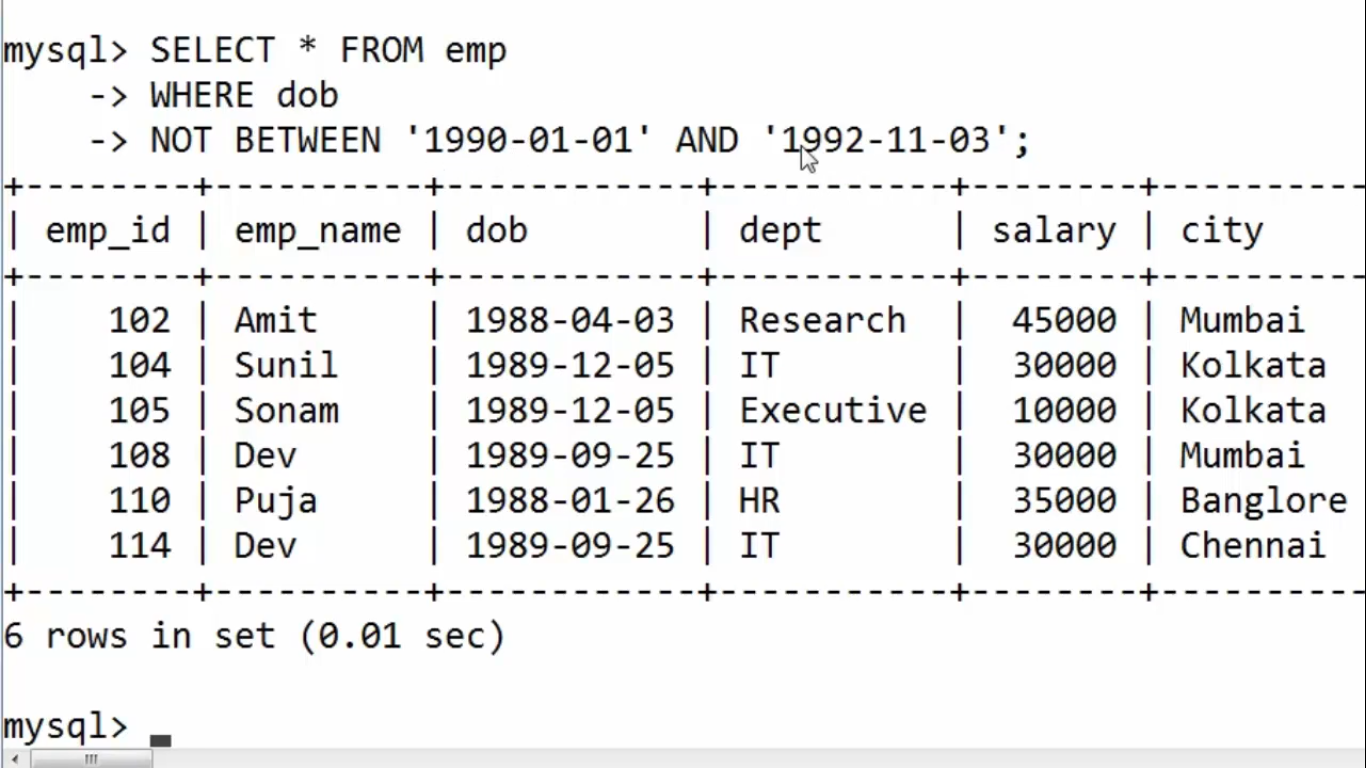 mysql> SELECT * FROM emp
    -> WHERE dob
    -> NOT BETWEEN '1990-01-01' AND '1992-11-03';
+--------+----------+------------+-----------+--------+----------
| emp_id | emp_name | dob        | dept      | salary | city
+--------+----------+------------+-----------+--------+----------
|    102 | Amit     | 1988-04-03 | Research  |  45000 | Mumbai
|    104 | Sunil    | 1989-12-05 | IT        |  30000 | Kolkata
|    105 | Sonam    | 1989-12-05 | Executive |  10000 | Kolkata
|    108 | Dev      | 1989-09-25 | IT        |  30000 | Mumbai
|    110 | Puja     | 1988-01-26 | HR        |  35000 | Banglore
|    114 | Dev      | 1989-09-25 | IT        |  30000 | Chennai
+--------+----------+------------+-----------+--------+----------
6 rows in set (0.01 sec)
mysql>